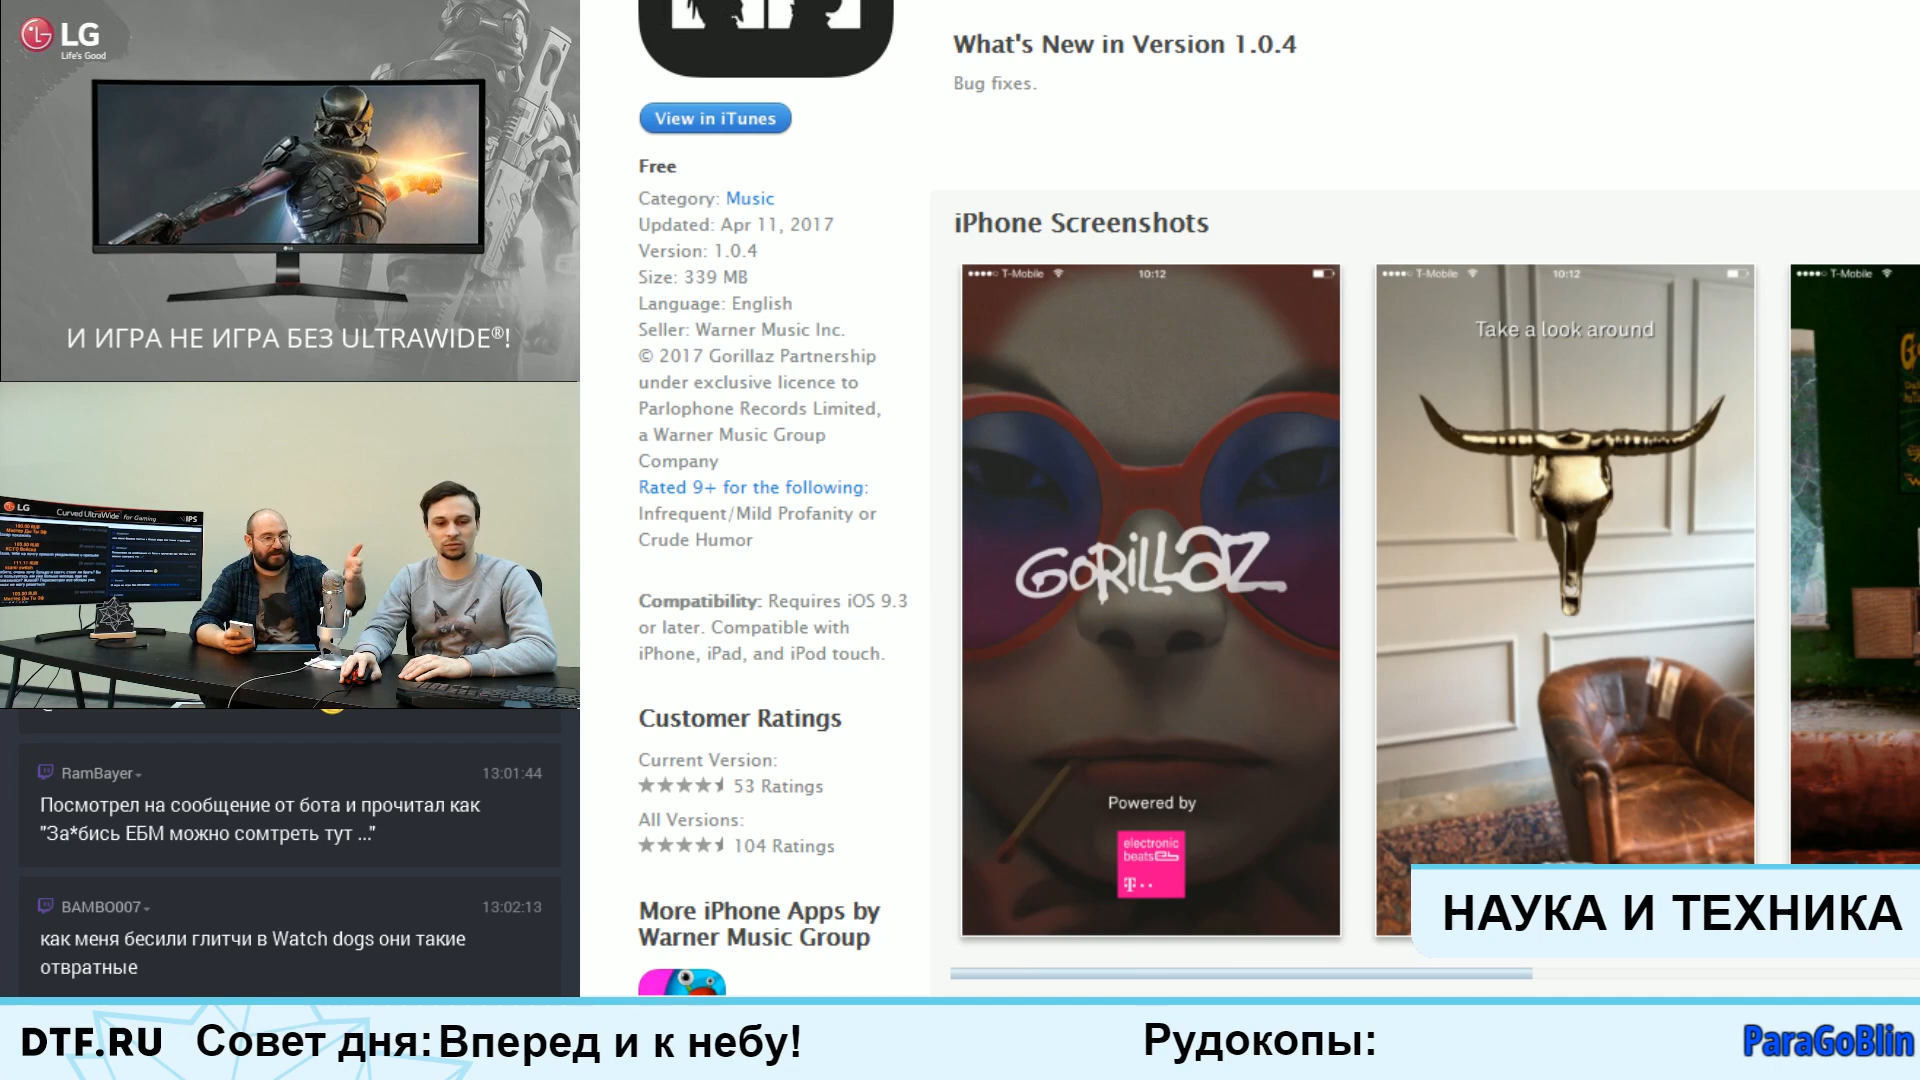 LG
Life's Good
И ИГРА НЕ ИГРА БЕЗ ULTRAWIDE®!
LG
Curved UltraWide for Gaming
IPS
RamBayer
13:01:44
Посмотрел на сообщение от бота и прочитал как
"За*бись ЕБМ можно сомтреть тут ..."
BAMBO007
13:02:13
как меня бесили глитчи в Watch dogs они такие
отвратные
View in iTunes
Free
Category: Music
Updated: Apr 11, 2017
Version: 1.0.4
Size: 339 MB
Language: English
Seller: Warner Music Inc.
© 2017 Gorillaz Partnership
under exclusive licence to
Parlophone Records Limited,
a Warner Music Group
Company
Rated 9+ for the following:
Infrequent/Mild Profanity or
Crude Humor
Compatibility: Requires iOS 9.3
or later. Compatible with
iPhone, iPad, and iPod touch.
Customer Ratings
Current Version:
53 Ratings
All Versions:
104 Ratings
More iPhone Apps by
Warner Music Group
What's New in Version 1.0.4
Bug fixes.
iPhone Screenshots
T-Mobile
10:12
GORILLAZ
Powered by
electronic
beats eb
T··
T-Mobile
10:12
Take a look around
T-Mobile
НАУКА И ТЕХНИКА
DTF.RU Совет дня: Вперед и к небу!
Рудокопы:
ParaGoBlin